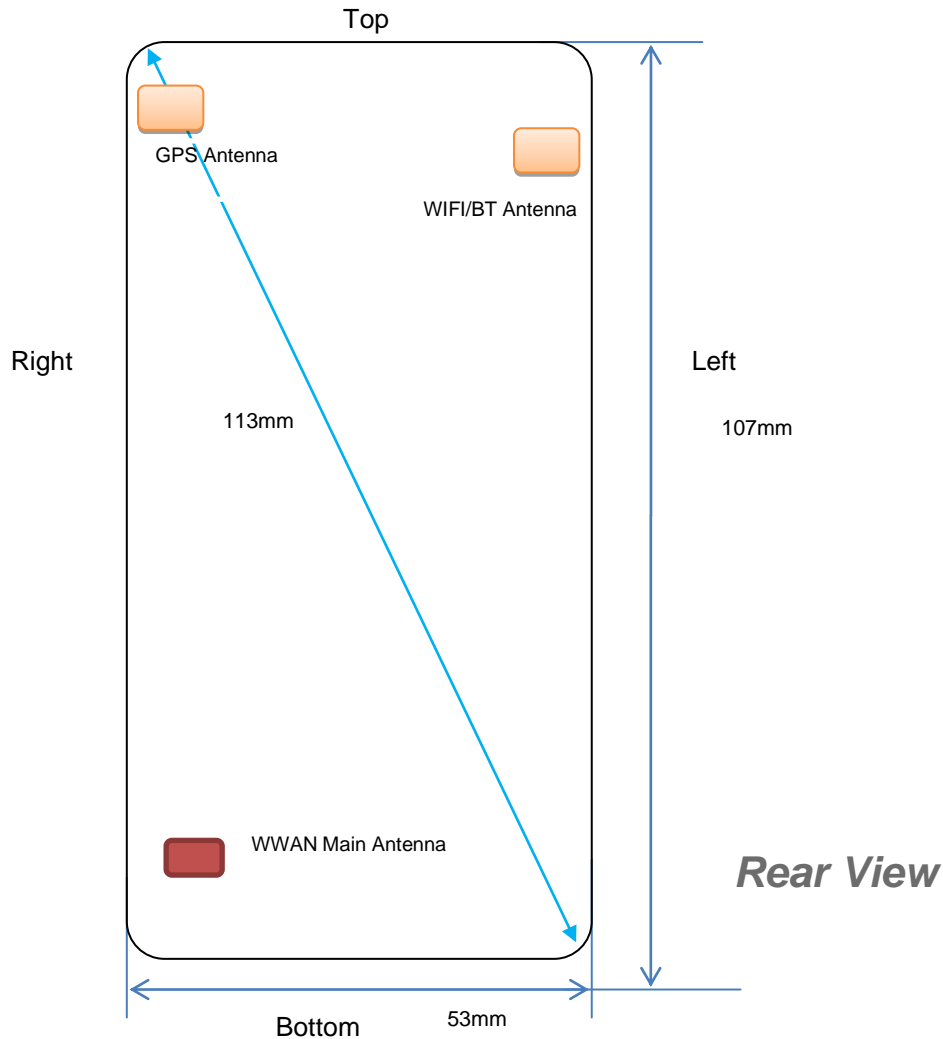 Top
GPS Antenna
WIFI/BT Antenna
Right
Left
113mm
107mm
WWAN Main Antenna
Rear View
Bottom
53mm